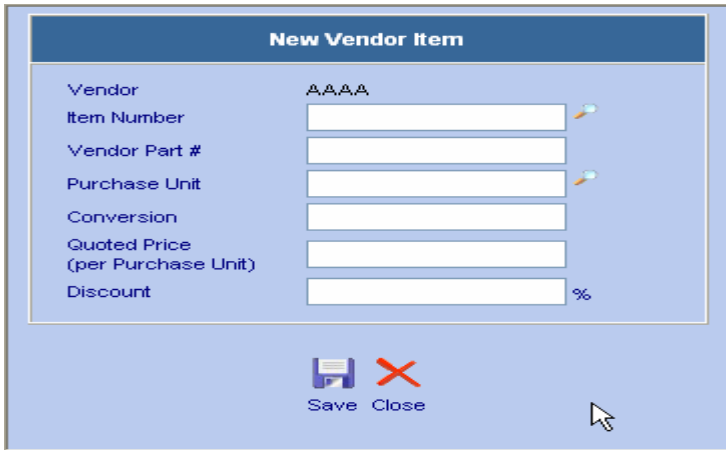 New Vendor Item
Vendor AAAA
Item Number
Vendor Part #
Purchase Unit
Conversion
Quoted Price
(per Purchase Unit)
Discount %
Save Close